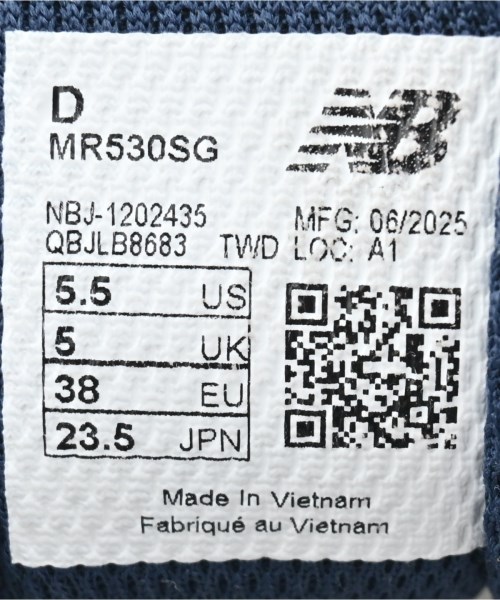 D
MR530SG
NB
NBJ-1202435 MFG: 06/2025
QBJLB8683 TWD LOC: A1
5.5 US
5 UK
38 EU
23.5 JPN
Made In Vietnam
Fabriqué au Vietnam